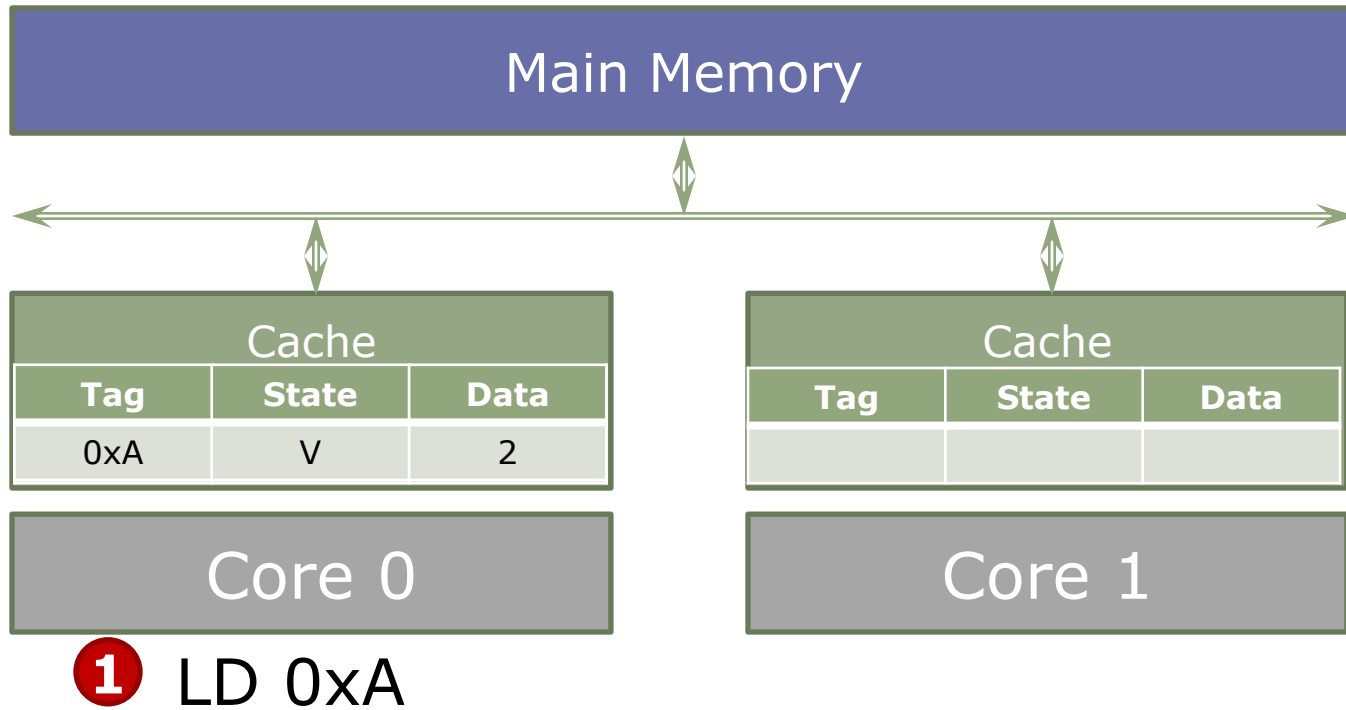 Main Memory
Cache
Tag State Data
0xA V 2
Cache
Tag State Data
Core 0
Core 1
1 LD 0xA